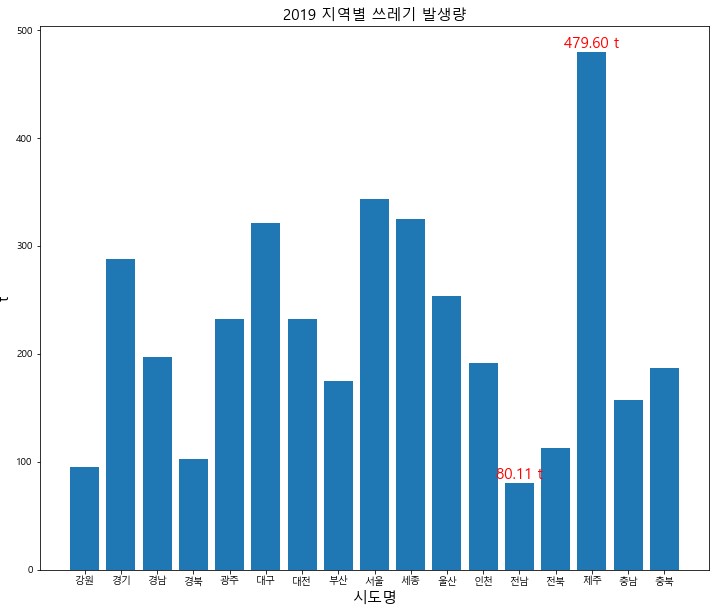 2019 지역별 쓰레기 발생량
500
400
300
200
100
0
t
479.60 t
80.11 t
강원 경기 경남 경북 광주 대구 대전 부산 서울 세종 울산 인천 전남 전북 제주 충남 충북
시도명